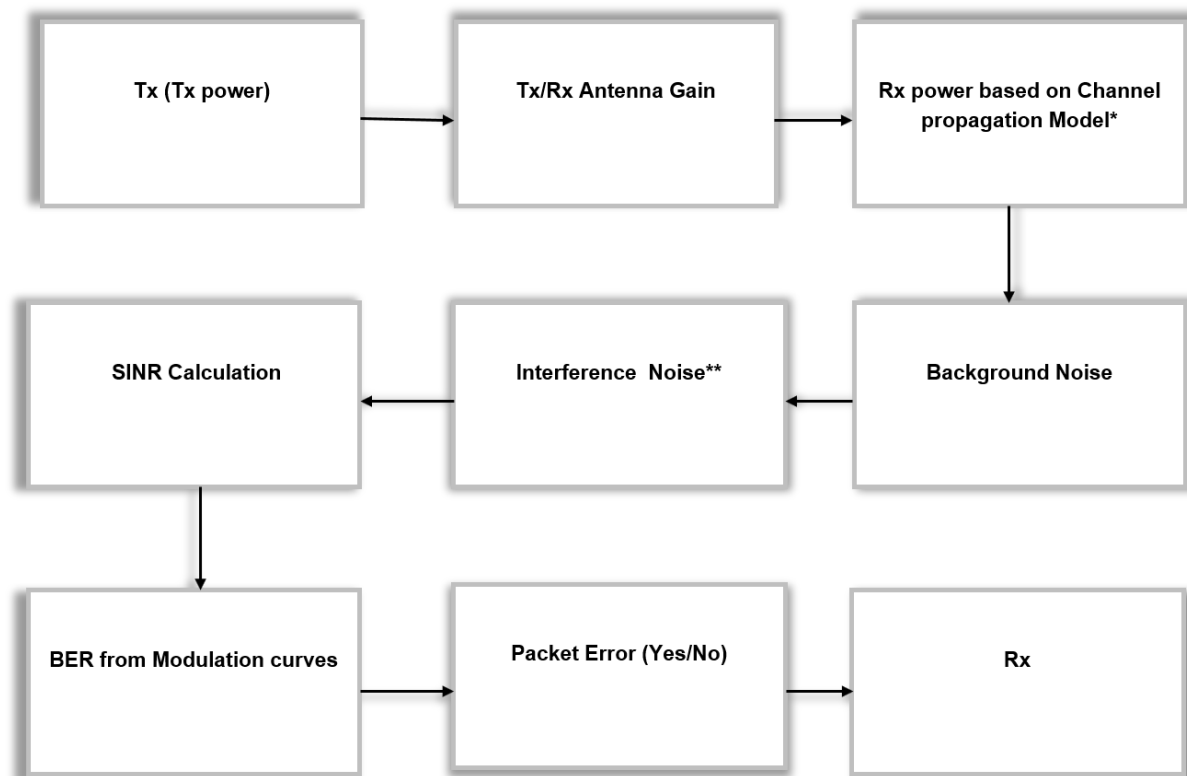 Tx (Tx power)
Tx/Rx Antenna Gain
Rx power based on Channel
propagation Model*
SINR Calculation
Interference Noise**
Background Noise
BER from Modulation curves
Packet Error (Yes/No)
Rx